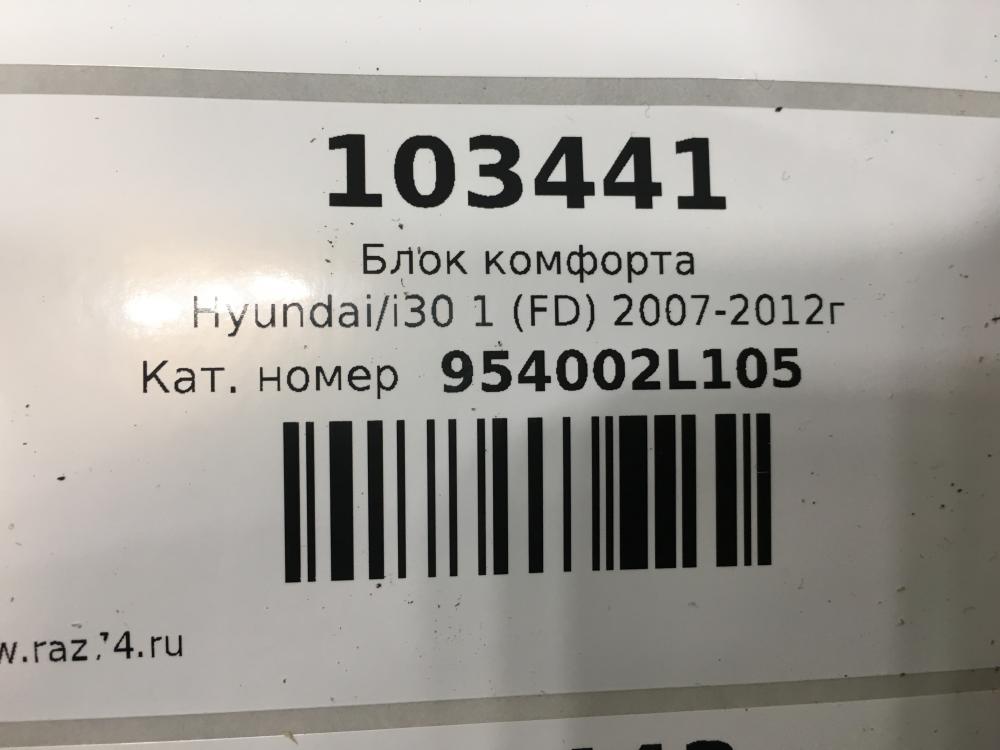 103441
Блок комфорта
Hyundai/i30 1 (FD) 2007-2012г
Кат. номер 954002L105